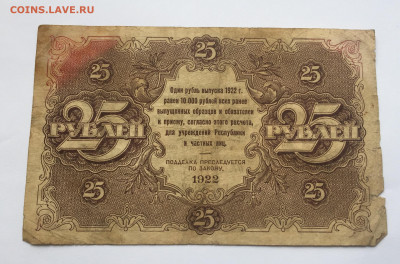 COINS.LAVE.RU
25 25 25
Один рубль выпуска 1922 г.
равен 10.000 рублей всех ранее
выпущенных образцов и обязателен
к приему, согласно этого расчета,
для учреждений Республики
и частных лиц.
25 РУБЛЕЙ 25 РУБЛЕЙ
ПОДДЕЛКА ПРЕСЛЕДУЕТСЯ
ПО ЗАКОНУ.
1922
25 25 25